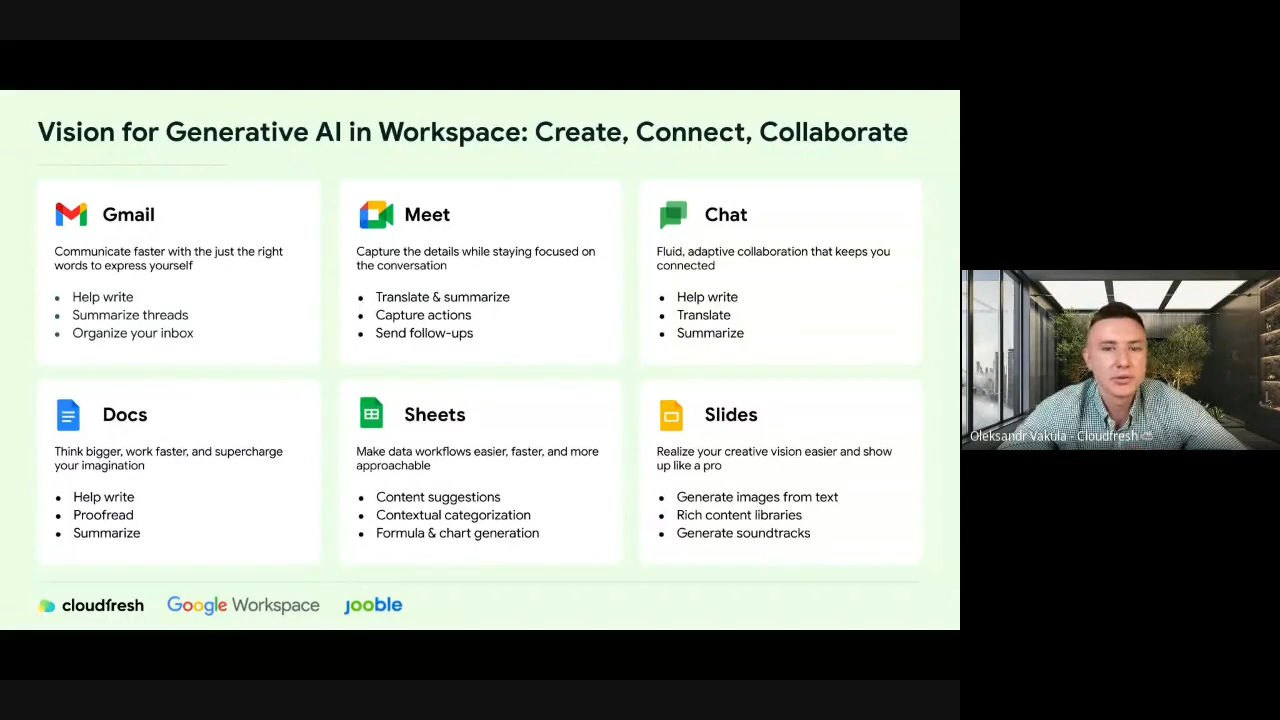 Vision for Generative AI in Workspace: Create, Connect, Collaborate
Gmail
Communicate faster with the just the right
words to express yourself
Help write
Summarize threads
Organize your inbox
Meet
Capture the details while staying focused on
the conversation
Translate & summarize
Capture actions
Send follow-ups
Chat
Fluid, adaptive collaboration that keeps you
connected
Help write
Translate
Summarize
Docs
Think bigger, work faster, and supercharge
your imagination
Help write
Proofread
Summarize
Sheets
Make data workflows easier, faster, and more
approachable
Content suggestions
Contextual categorization
Formula & chart generation
Slides
Realize your creative vision easier and show
up like a pro
Generate images from text
Rich content libraries
Generate soundtracks
cloudfresh Google Workspace jooble
Oleksandr Vakula - Cloudfresh